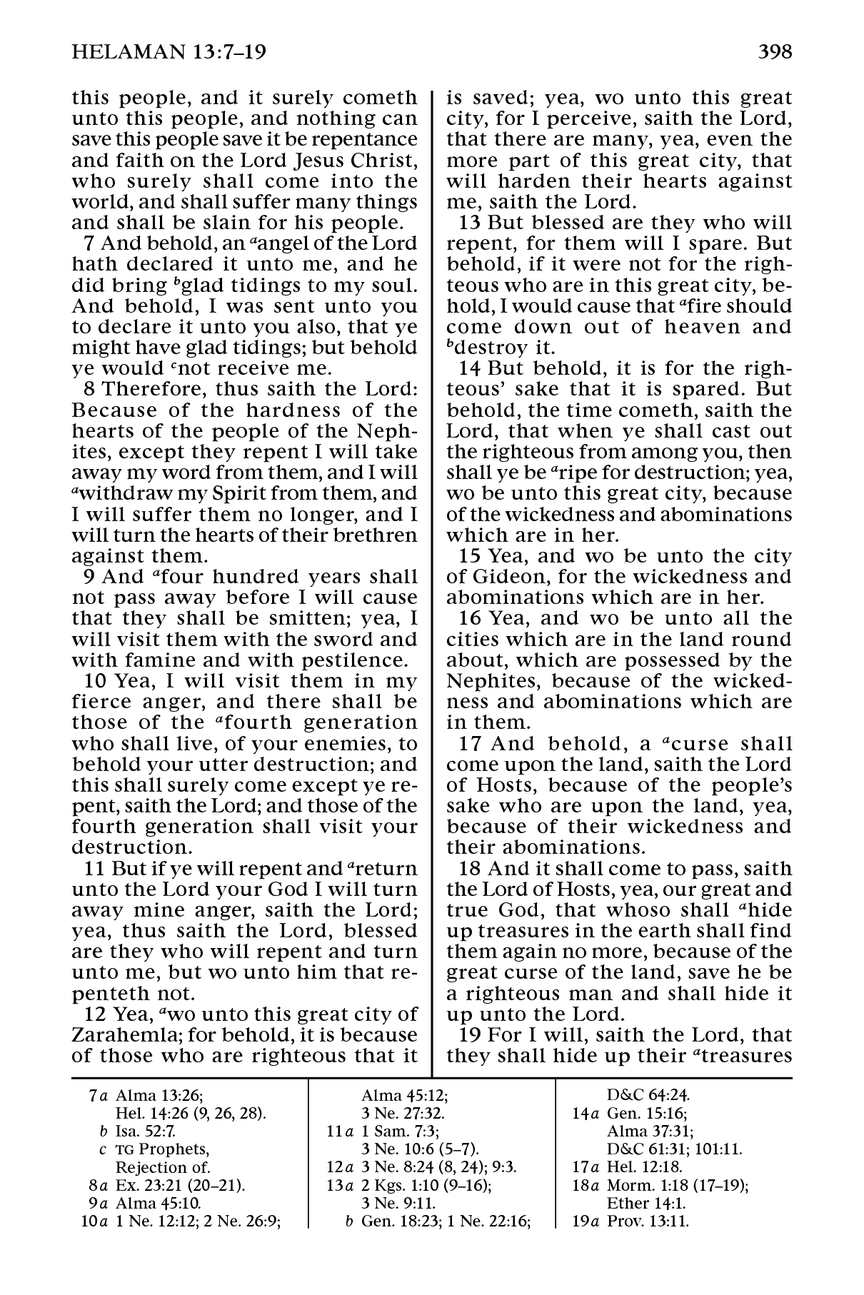 HELAMAN 13:7–19
398
this people, and it surely cometh
unto this people, and nothing can
save this people save it be repentance
and faith on the Lord Jesus Christ,
who surely shall come into the
world, and shall suffer many things
and shall be slain for his people.
7 And behold, an aangel of the Lord
hath declared it unto me, and he
did bring bglad tidings to my soul.
And behold, I was sent unto you
to declare it unto you also, that ye
might have glad tidings; but behold
ye would cnot receive me.
8 Therefore, thus saith the Lord:
Because of the hardness of the
hearts of the people of the Neph-
ites, except they repent I will take
away my word from them, and I will
awithdraw my Spirit from them, and
I will suffer them no longer, and I
will turn the hearts of their brethren
against them.
9 And afour hundred years shall
not pass away before I will cause
that they shall be smitten; yea, I
will visit them with the sword and
with famine and with pestilence.
10 Yea, I will visit them in my
fierce anger, and there shall be
those of the afourth generation
who shall live, of your enemies, to
behold your utter destruction; and
this shall surely come except ye re-
pent, saith the Lord; and those of the
fourth generation shall visit your
destruction.
11 But if ye will repent and areturn
unto the Lord your God I will turn
away mine anger, saith the Lord;
yea, thus saith the Lord, blessed
are they who will repent and turn
unto me, but wo unto him that re-
penteth not.
12 Yea, awo unto this great city of
Zarahemla; for behold, it is because
of those who are righteous that it
is saved; yea, wo unto this great
city, for I perceive, saith the Lord,
that there are many, yea, even the
more part of this great city, that
will harden their hearts against
me, saith the Lord.
13 But blessed are they who will
repent, for them will I spare. But
behold, if it were not for the righ-
teous who are in this great city, be-
hold, I would cause that afire should
come down out of heaven and
bdestroy it.
14 But behold, it is for the righ-
teous’ sake that it is spared. But
behold, the time cometh, saith the
Lord, that when ye shall cast out
the righteous from among you, then
shall ye be aripe for destruction; yea,
wo be unto this great city, because
of the wickedness and abominations
which are in her.
15 Yea, and wo be unto the city
of Gideon, for the wickedness and
abominations which are in her.
16 Yea, and wo be unto all the
cities which are in the land round
about, which are possessed by the
Nephites, because of the wicked-
ness and abominations which are
in them.
17 And behold, a acurse shall
come upon the land, saith the Lord
of Hosts, because of the people’s
sake who are upon the land, yea,
because of their wickedness and
their abominations.
18 And it shall come to pass, saith
the Lord of Hosts, yea, our great and
true God, that whoso shall ahide
up treasures in the earth shall find
them again no more, because of the
great curse of the land, save he be
a righteous man and shall hide it
up unto the Lord.
19 For I will, saith the Lord, that
they shall hide up their atreasures
7a Alma 13:26;
Hel. 14:26 (9, 26, 28).
b Isa. 52:7.
c TG Prophets,
Rejection of.
8a Ex. 23:21 (20–21).
9a Alma 45:10.
10a 1 Ne. 12:12; 2 Ne. 26:9;
Alma 45:12;
3 Ne. 27:32.
11a 1 Sam. 7:3;
3 Ne. 10:6 (5–7).
12a 3 Ne. 8:24 (8, 24); 9:3.
13a 2 Kgs. 1:10 (9–16);
3 Ne. 9:11.
b Gen. 18:23; 1 Ne. 22:16;
D&C 64:24.
14a Gen. 15:16;
Alma 37:31;
D&C 61:31; 101:11.
17a Hel. 12:18.
18a Morm. 1:18 (17–19);
Ether 14:1.
19a Prov. 13:11.